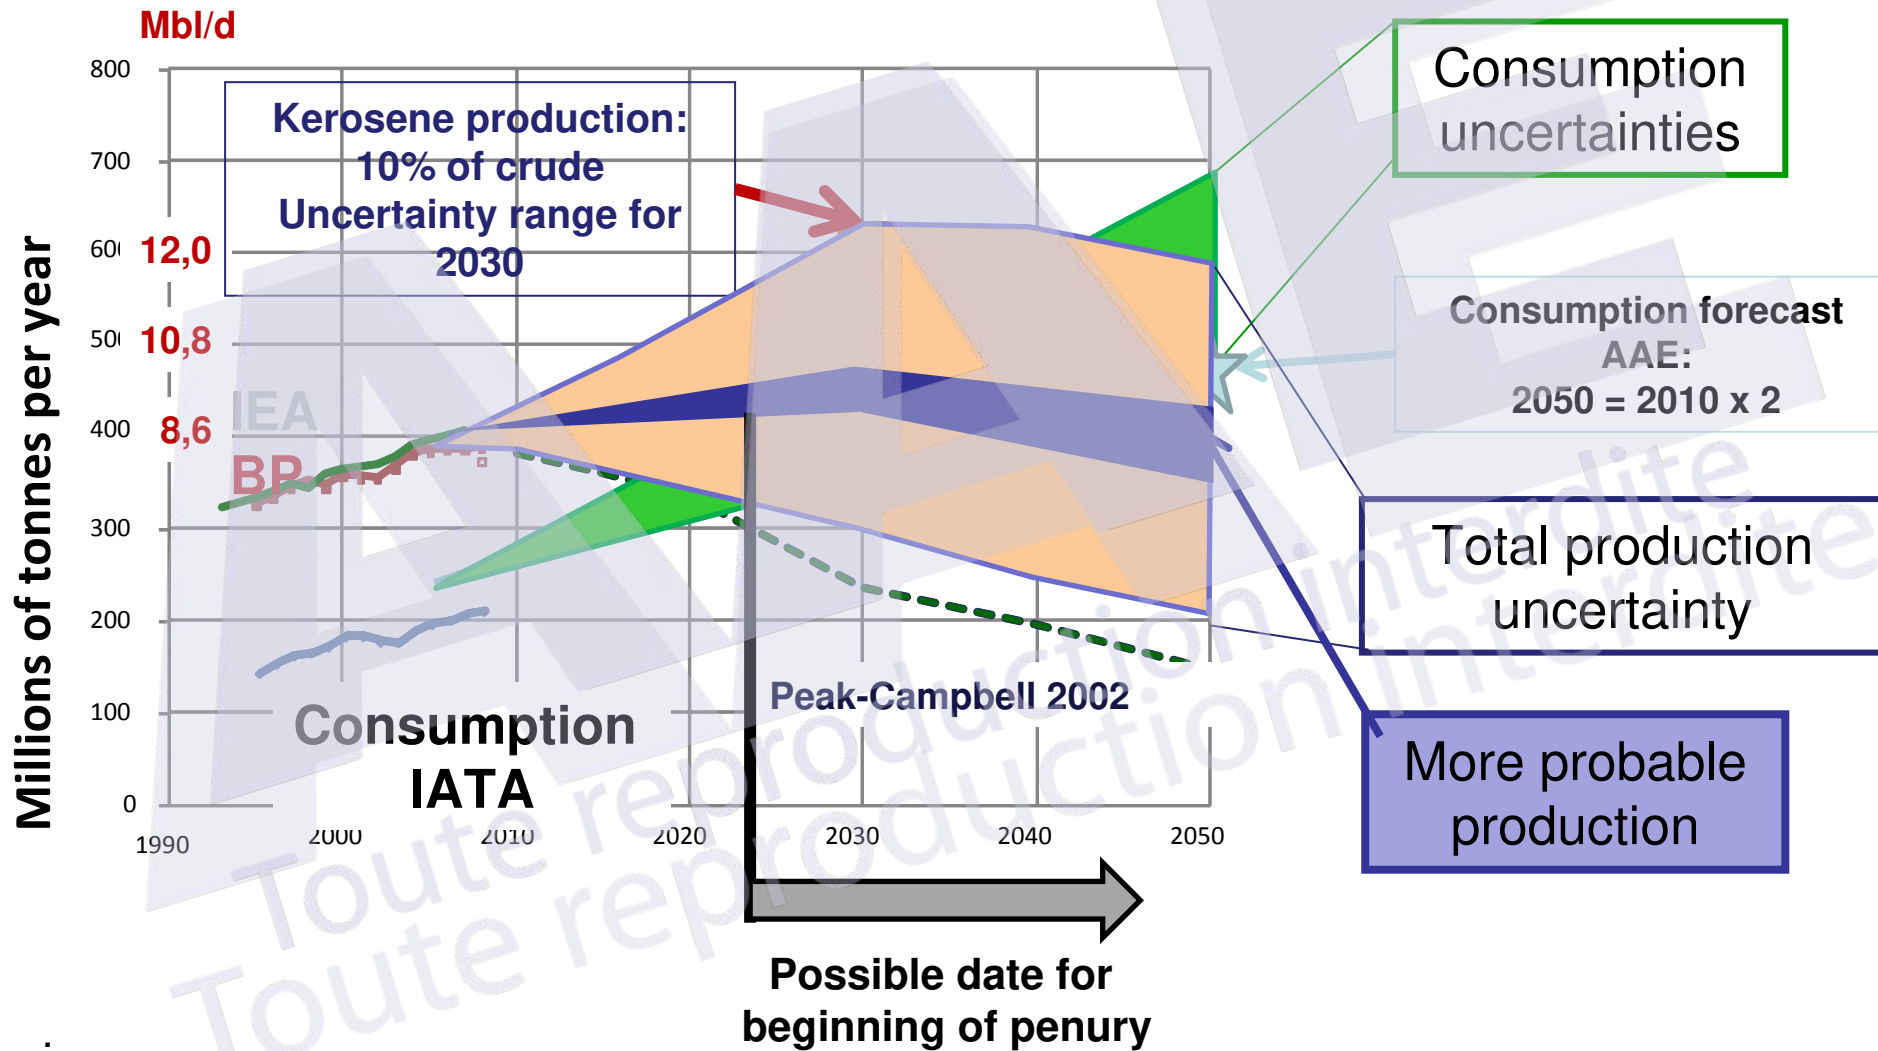 Mbl/d
800
700
600
500
400
300
200
100
0
12,0
10,8
8,6
Millions of tonnes per year
Kerosene production:
10% of crude
Uncertainty range for
2030
IEA
BP
Consumption
IATA
Peak-Campbell 2002
1990
2000
2010
2020
2030
2040
2050
Possible date for
beginning of penury
Consumption
uncertainties
Consumption forecast
AAE:
2050 = 2010 x 2
Total production
uncertainty
More probable
production
AAE
Toute reproduction interdite
Toute reproduction interdite
.